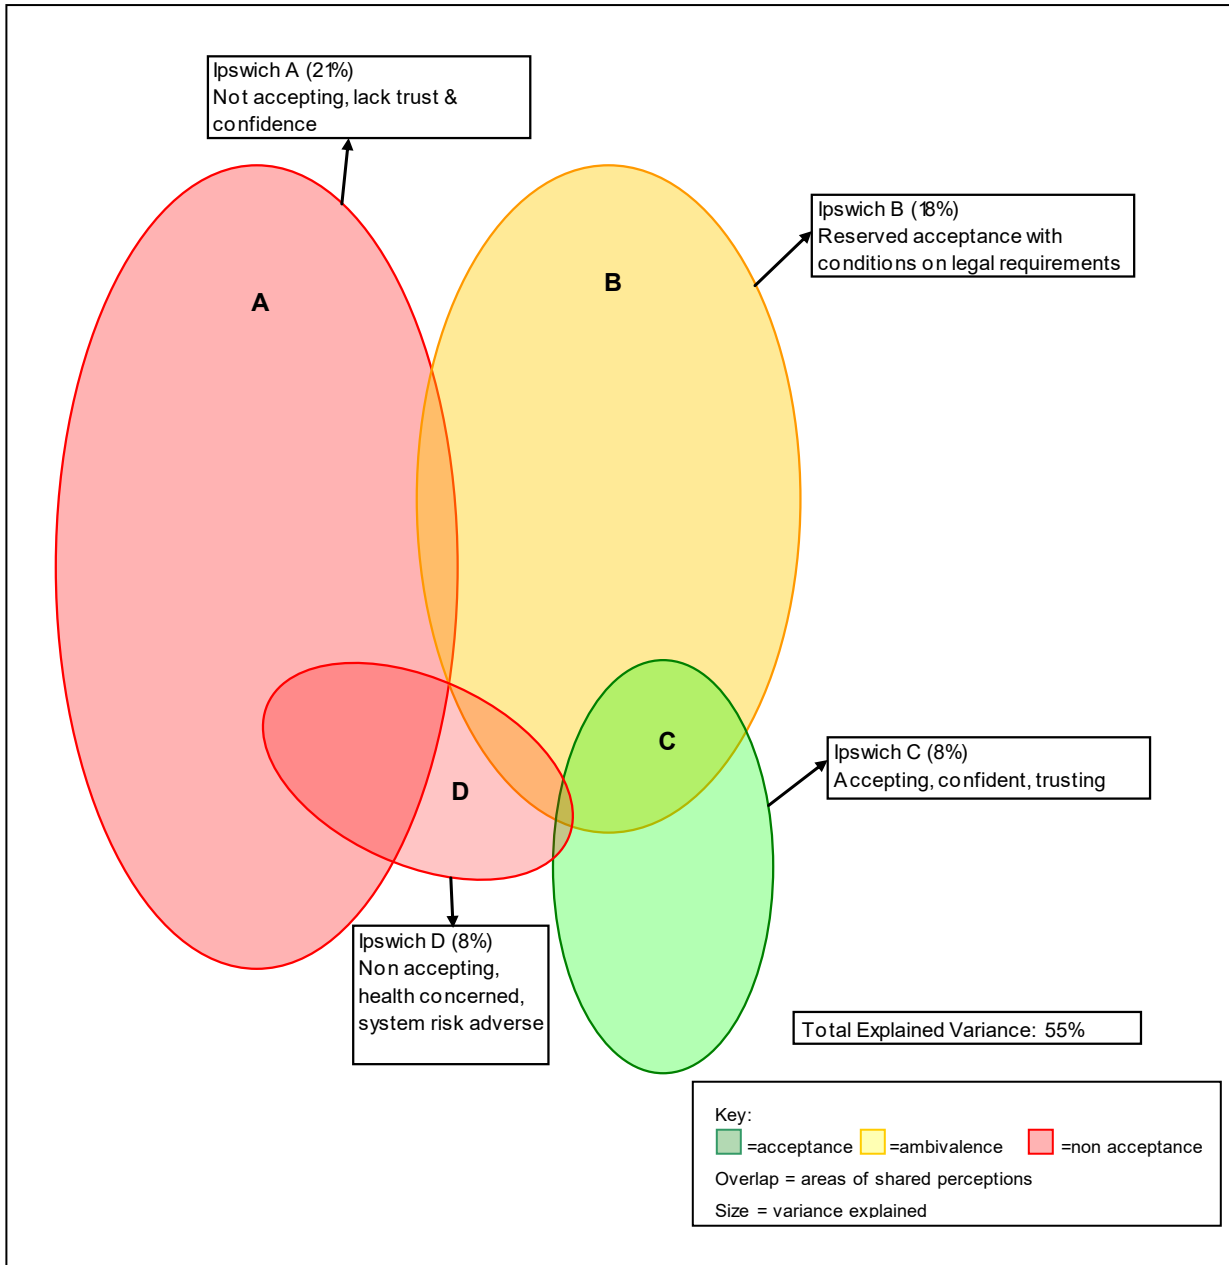 Ipswich A (21%)
Not accepting, lack trust &
confidence
Ipswich B (18%)
Reserved acceptance with
conditions on legal requirements
A
B
C
D
Ipswich C (8%)
Accepting, confident, trusting
Ipswich D (8%)
Non accepting,
health concerned,
system risk adverse
Total Explained Variance: 55%
Key:
=acceptance =ambivalence =non acceptance
Overlap = areas of shared perceptions
Size = variance explained